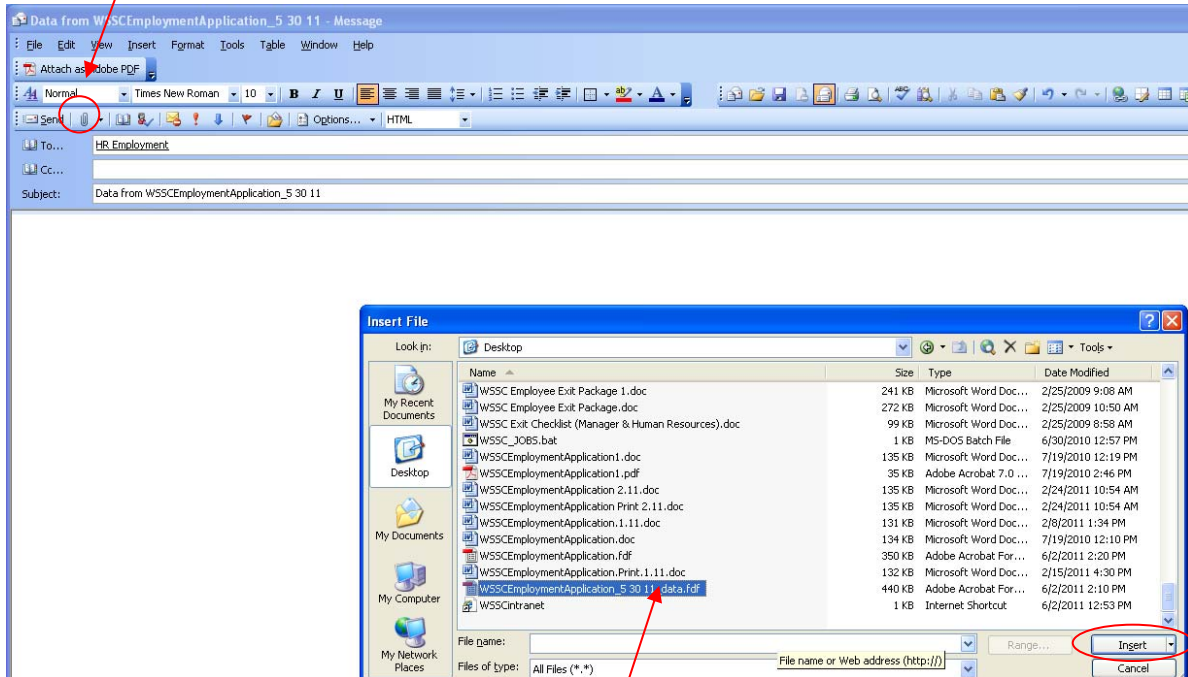 Data from WSSCEmploymentApplication_5 30 11 - Message
File Edit View Insert Format Tools Table Window Help
Attach as Adobe PDF
Normal Times New Roman 10 B I U
Send Options... HTML
To... HR Employment
Cc...
Subject: Data from WSSCEmploymentApplication_5 30 11
Insert File
Look in: Desktop Tools
Name Size Type Date Modified
WSSC Employee Exit Package 1.doc 241 KB Microsoft Word Doc... 2/25/2009 9:08 AM
WSSC Employee Exit Package.doc 272 KB Microsoft Word Doc... 2/25/2009 10:50 AM
WSSC Exit Checklist (Manager & Human Resources).doc 99 KB Microsoft Word Doc... 2/25/2009 8:58 AM
WSSC_JOBS.bat 1 KB MS-DOS Batch File 6/30/2010 12:57 PM
WSSCEmploymentApplication1.doc 135 KB Microsoft Word Doc... 7/19/2010 12:19 PM
WSSCEmploymentApplication1.pdf 35 KB Adobe Acrobat 7.0 ... 7/19/2010 2:46 PM
WSSCEmploymentApplication 2.11.doc 135 KB Microsoft Word Doc... 2/24/2011 10:54 AM
WSSCEmploymentApplication Print 2.11.doc 135 KB Microsoft Word Doc... 2/24/2011 10:54 AM
WSSCEmploymentApplication.1.11.doc 131 KB Microsoft Word Doc... 2/8/2011 1:34 PM
WSSCEmploymentApplication.doc 134 KB Microsoft Word Doc... 7/19/2010 12:10 PM
WSSCEmploymentApplication.fdf 350 KB Adobe Acrobat For... 6/2/2011 2:20 PM
WSSCEmploymentApplication.Print.1.11.doc 132 KB Microsoft Word Doc... 2/15/2011 4:30 PM
WSSCEmploymentApplication_5 30 11_data.fdf 440 KB Adobe Acrobat For... 6/2/2011 2:10 PM
WSSCintranet 1 KB Internet Shortcut 6/2/2011 12:53 PM
My Recent Documents
Desktop
My Documents
My Computer
My Network Places
File name: Range... Insert
File name or Web address (http://)
Files of type: All Files (*.*) Cancel